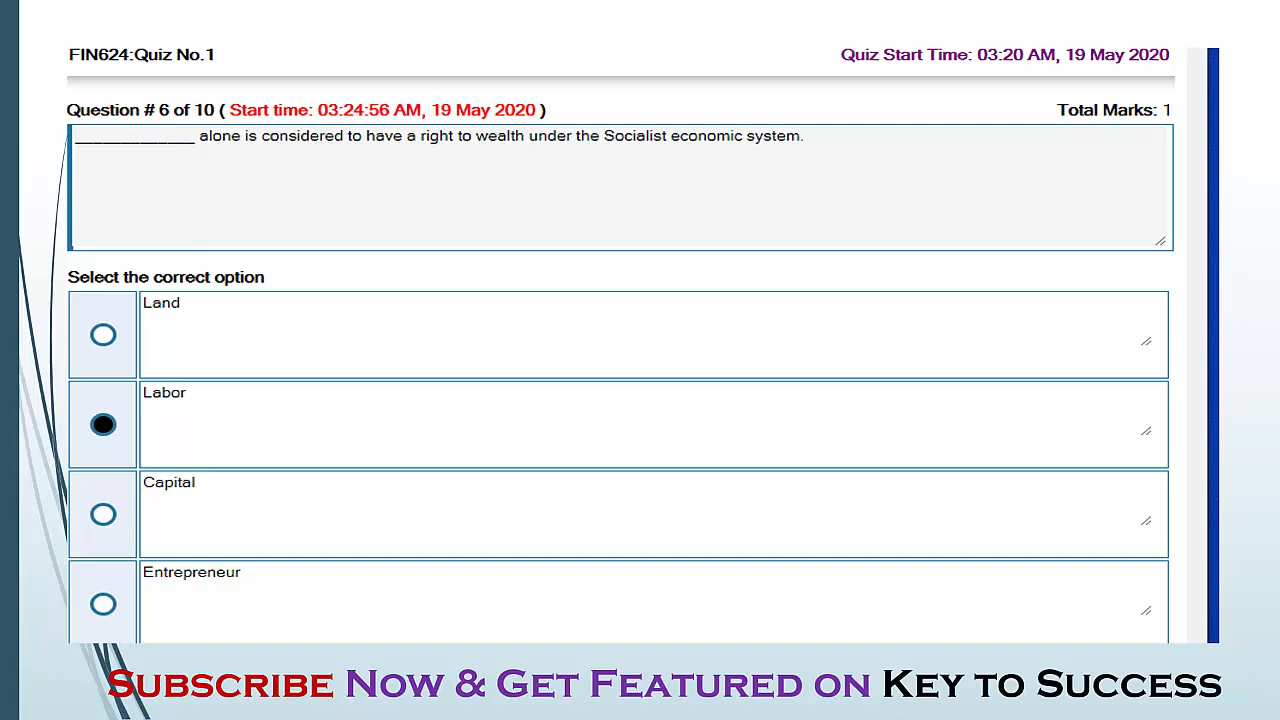 FIN624:Quiz No.1
Quiz Start Time: 03:20 AM, 19 May 2020
Question # 6 of 10 ( Start time: 03:24:56 AM, 19 May 2020 )
Total Marks: 1
_____________ alone is considered to have a right to wealth under the Socialist economic system.
Select the correct option
Land
Labor
Capital
Entrepreneur
Subscribe Now & Get Featured on Key to Success